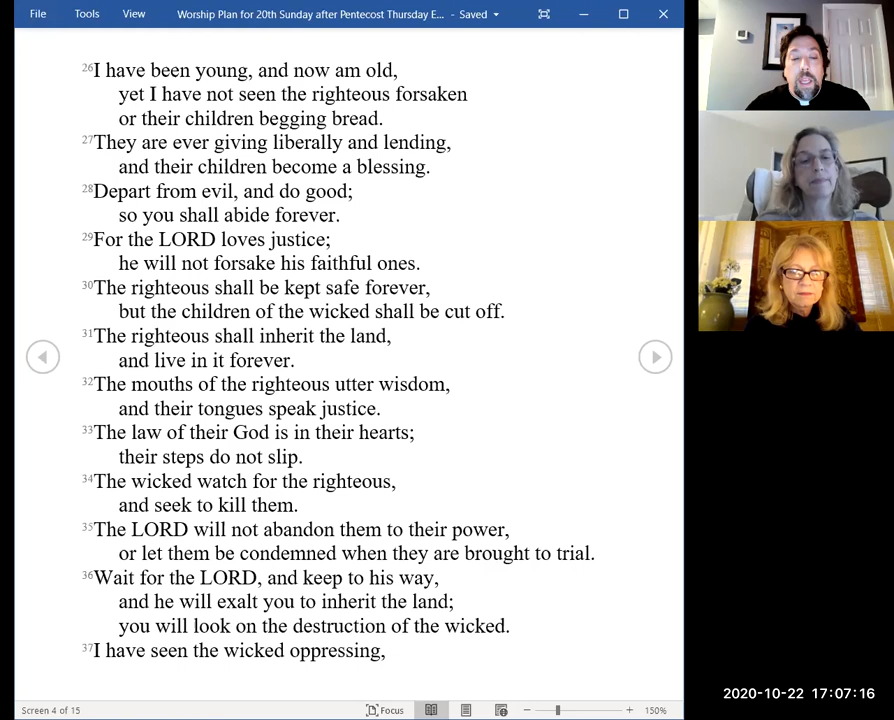 File Tools View Worship Plan for 20th Sunday after Pentecost Thursday E... - Saved
26I have been young, and now am old,
yet I have not seen the righteous forsaken
or their children begging bread.
27They are ever giving liberally and lending,
and their children become a blessing.
28Depart from evil, and do good;
so you shall abide forever.
29For the LORD loves justice;
he will not forsake his faithful ones.
30The righteous shall be kept safe forever,
but the children of the wicked shall be cut off.
31The righteous shall inherit the land,
and live in it forever.
32The mouths of the righteous utter wisdom,
and their tongues speak justice.
33The law of their God is in their hearts;
their steps do not slip.
34The wicked watch for the righteous,
and seek to kill them.
35The LORD will not abandon them to their power,
or let them be condemned when they are brought to trial.
36Wait for the LORD, and keep to his way,
and he will exalt you to inherit the land;
you will look on the destruction of the wicked.
37I have seen the wicked oppressing,
Screen 4 of 15 Focus 150%
2020-10-22 17:07:16